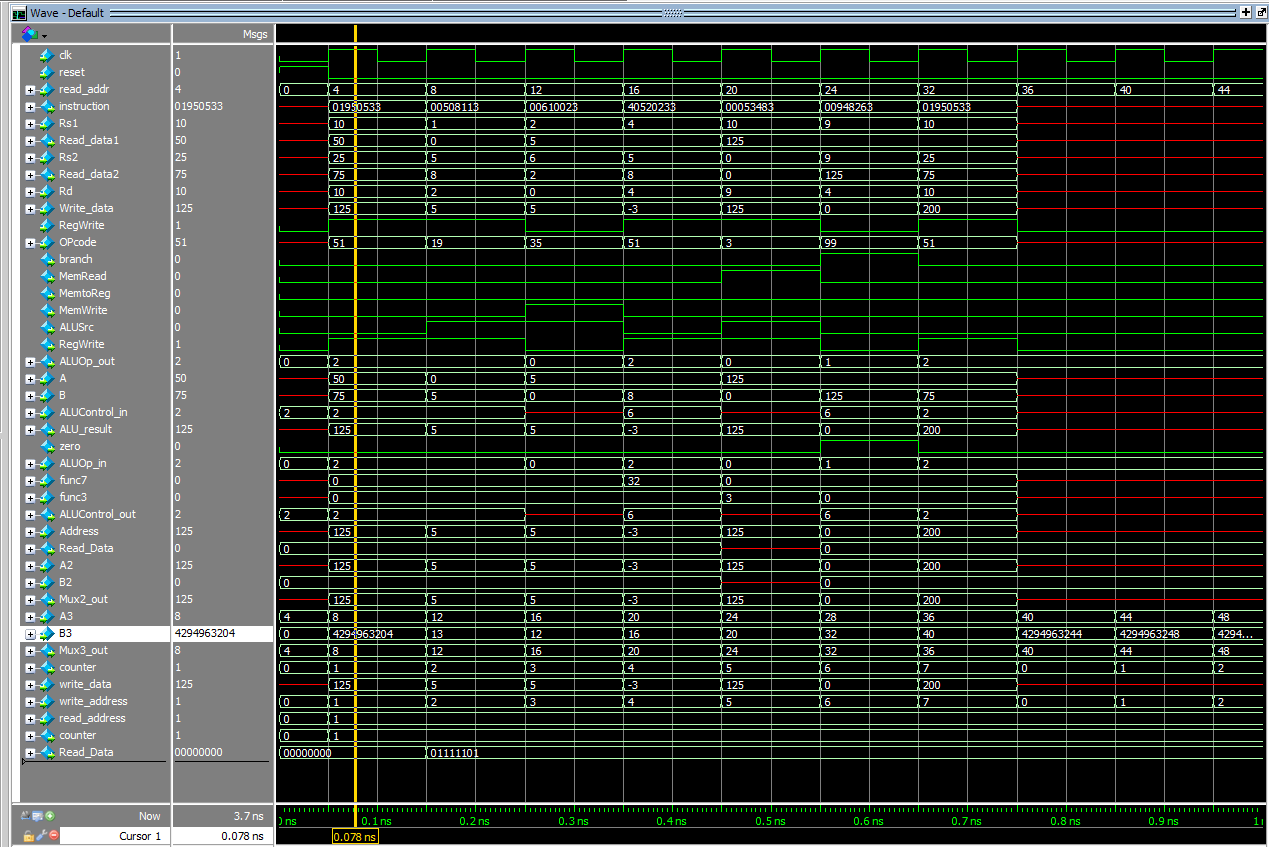 Wave - Default
Msgs
clk 1
reset 0
read_addr 4 0 4 8 12 16 20 24 32 36 40 44
instruction 01950533 01950533 00508113 00610023 40520233 00053483 00948263 01950533
Rs1 10 10 1 2 4 10 9 10
Read_data1 50 50 0 5 125
Rs2 25 25 5 6 5 0 9 25
Read_data2 75 75 8 2 8 0 125 75
Rd 10 10 2 0 4 9 4 10
Write_data 125 125 5 5 -3 125 0 200
RegWrite 1
OPcode 51 51 19 35 51 3 99 51
branch 0
MemRead 0
MemtoReg 0
MemWrite 0
ALUSrc 0
RegWrite 1
ALUOp_out 2 0 2 0 2 0 1 2
A 50 50 0 5 125
B 75 75 5 0 8 0 125 75
ALUControl_in 2 2 2 6 6 2
ALU_result 125 125 5 5 -3 125 0 200
zero 0
ALUOp_in 2 0 2 0 2 0 1 2
func7 0 0 32 0
func3 0 0 3 0
ALUControl_out 2 2 2 6 6 2
Address 125 125 5 5 -3 125 0 200
Read_Data 0 0 0
A2 125 125 5 5 -3 125 0 200
B2 0 0 0
Mux2_out 125 125 5 5 -3 125 0 200
A3 8 4 8 12 16 20 24 28 36 40 44 48
B3 4294963204 0 4294963204 13 12 16 20 32 40 4294963244 4294963248 4294...
Mux3_out 8 4 8 12 16 20 24 32 36 40 44 48
counter 1 0 1 2 3 4 5 6 7 0 1 2
write_data 125 125 5 5 -3 125 0 200
write_address 1 0 1 2 3 4 5 6 7 0 1 2
read_address 1 0 1
counter 1 0 1
Read_Data 00000000 00000000 01111101
Now 3.7 ns ns 0.1 ns 0.2 ns 0.3 ns 0.4 ns 0.5 ns 0.6 ns 0.7 ns 0.8 ns 0.9 ns 1
Cursor 1 0.078 ns 0.078 ns